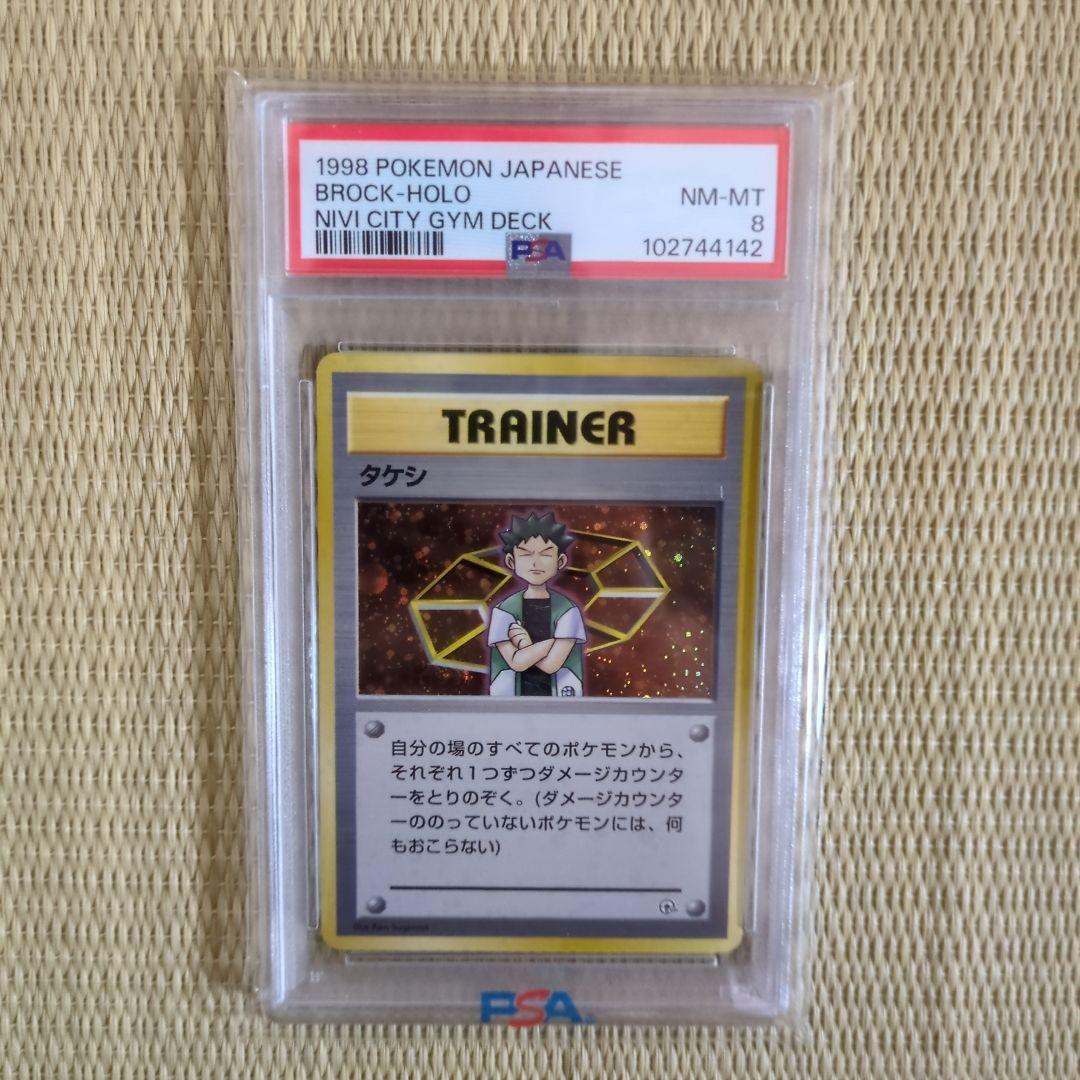 1998 POKEMON JAPANESE
BROCK-HOLO NM-MT
NIVI CITY GYM DECK 8
PSA 102744142
TRAINER
タケシ
自分の場のすべてのポケモンから、
それぞれ1つずつダメージカウンタ
ーをとりのぞく。(ダメージカウンタ
ーののっていないポケモンには、何
もおこらない)
Ken Sugimori
PSA